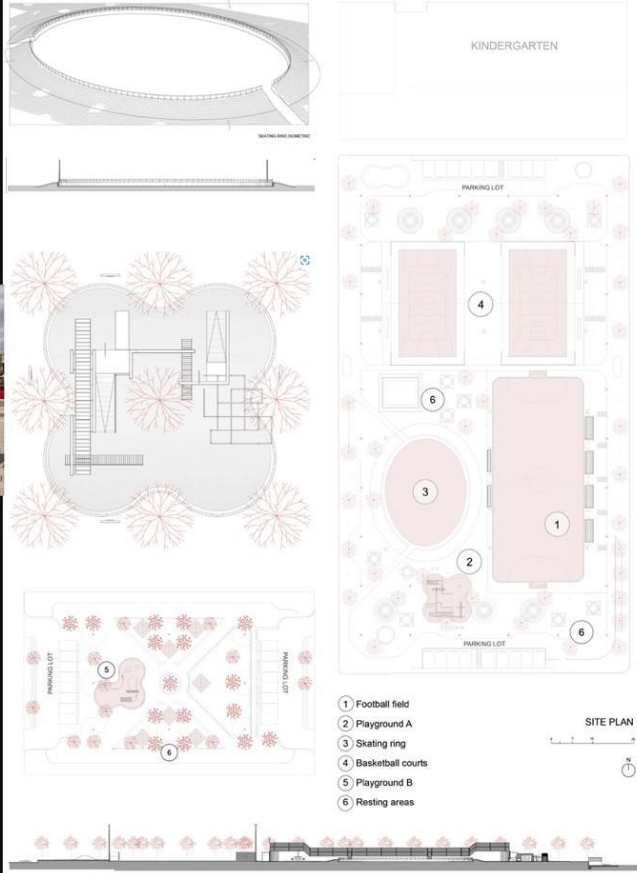 SKATING RING ISOMETRIC
KINDERGARTEN
PARKING LOT
4
6
3
1
2
6
PARKING LOT
PARKING LOT
5
6
PARKING LOT
1 Football field
2 Playground A
3 Skating ring
4 Basketball courts
5 Playground B
6 Resting areas
SITE PLAN
N